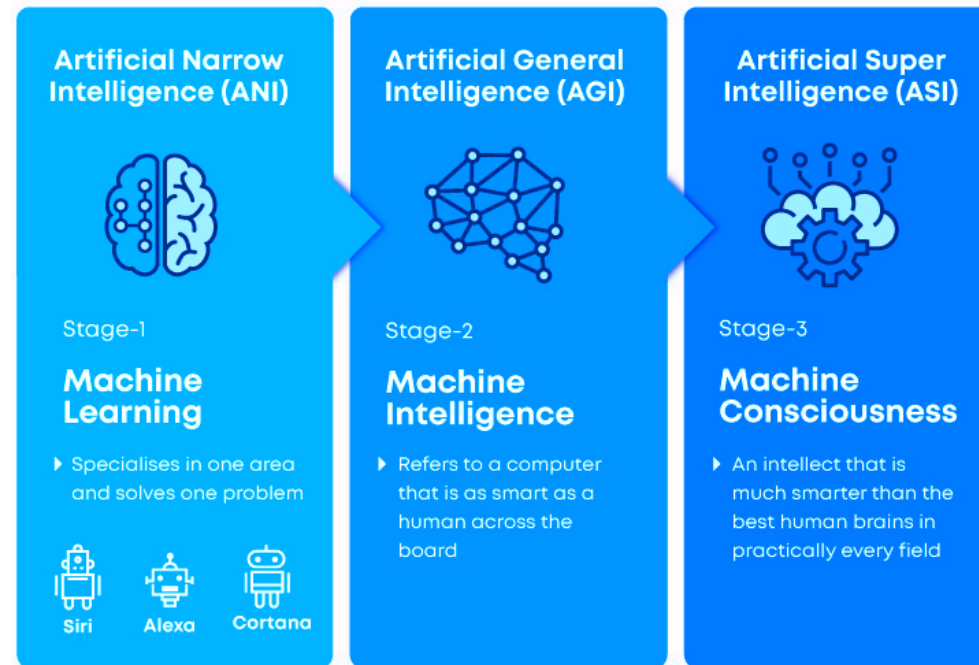 Artificial Narrow
Intelligence (ANI)
Stage-1
Machine
Learning
Specialises in one area
and solves one problem
Siri
Alexa
Cortana
Artificial General
Intelligence (AGI)
Stage-2
Machine
Intelligence
Refers to a computer
that is as smart as a
human across the
board
Artificial Super
Intelligence (ASI)
Stage-3
Machine
Consciousness
An intellect that is
much smarter than the
best human brains in
practically every field